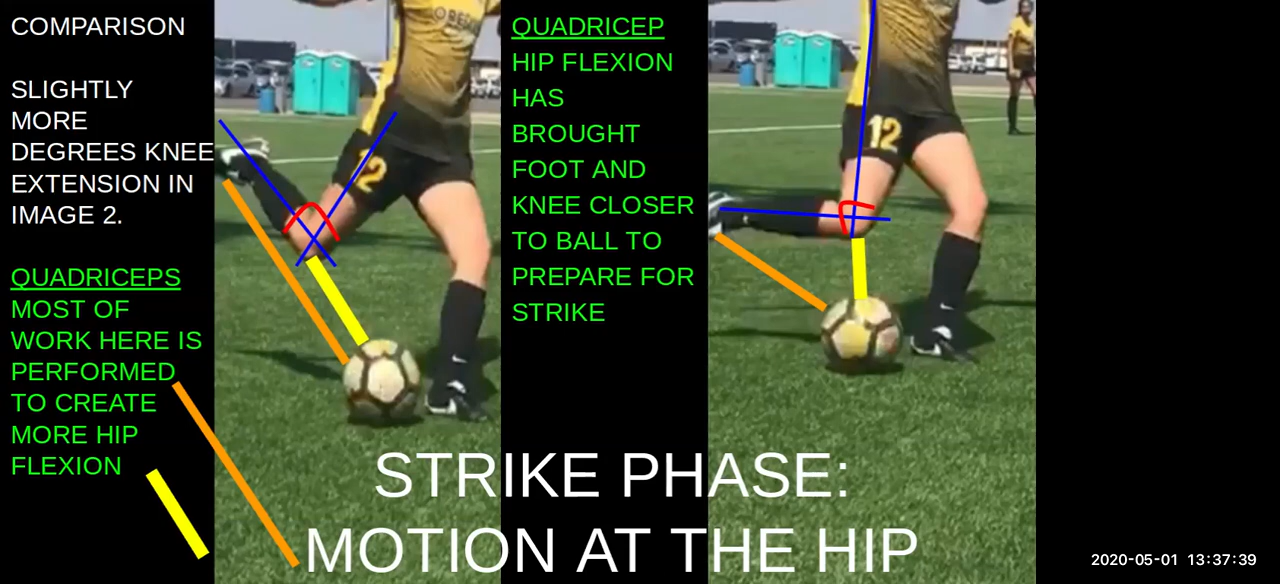 COMPARISON
SLIGHTLY
MORE
DEGREES KNEE
EXTENSION IN
IMAGE 2.
QUADRICEPS
MOST OF
WORK HERE IS
PERFORMED
TO CREATE
MORE HIP
FLEXION
12
QUADRICEP
HIP FLEXION
HAS
BROUGHT
FOOT AND
KNEE CLOSER
TO BALL TO
PREPARE FOR
STRIKE
12
STRIKE PHASE:
MOTION AT THE HIP
2020-05-01 13:37:39